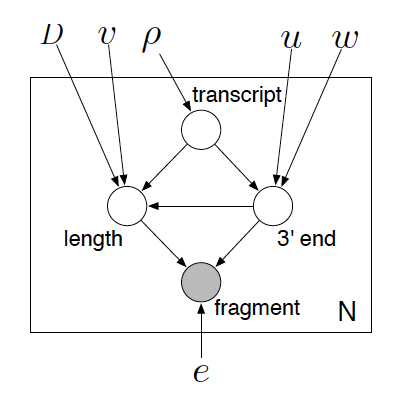 D v ρ u w
transcript
length 3' end
fragment N
e